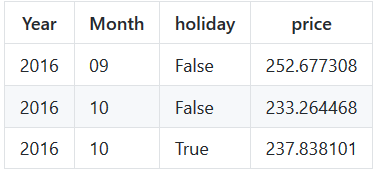 Year Month holiday price
2016 09 False 252.677308
2016 10 False 233.264468
2016 10 True 237.838101